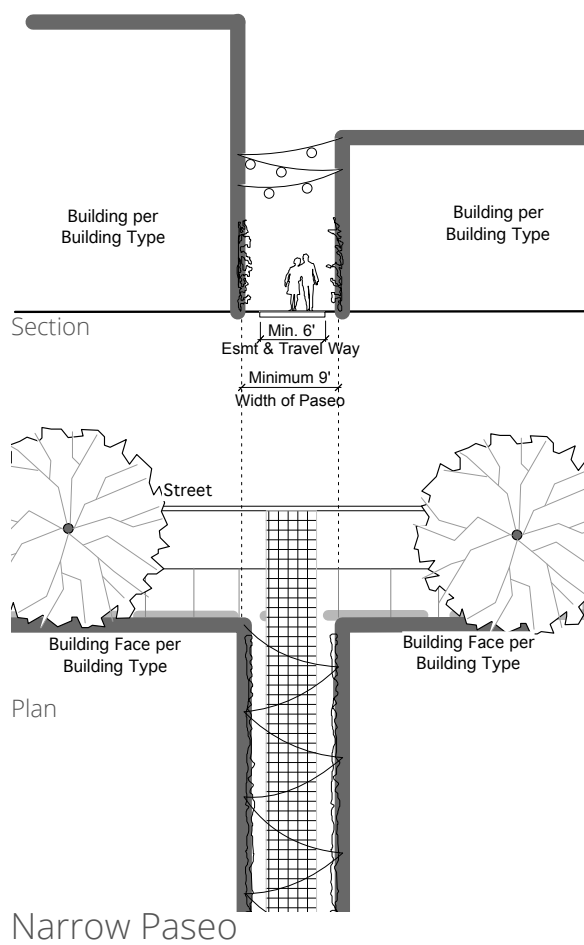 Building per
Building Type
Building per
Building Type
Section
Min. 6'
Esmt & Travel Way
Minimum 9'
Width of Paseo
Street
Building Face per
Building Type
Building Face per
Building Type
Plan
Narrow Paseo